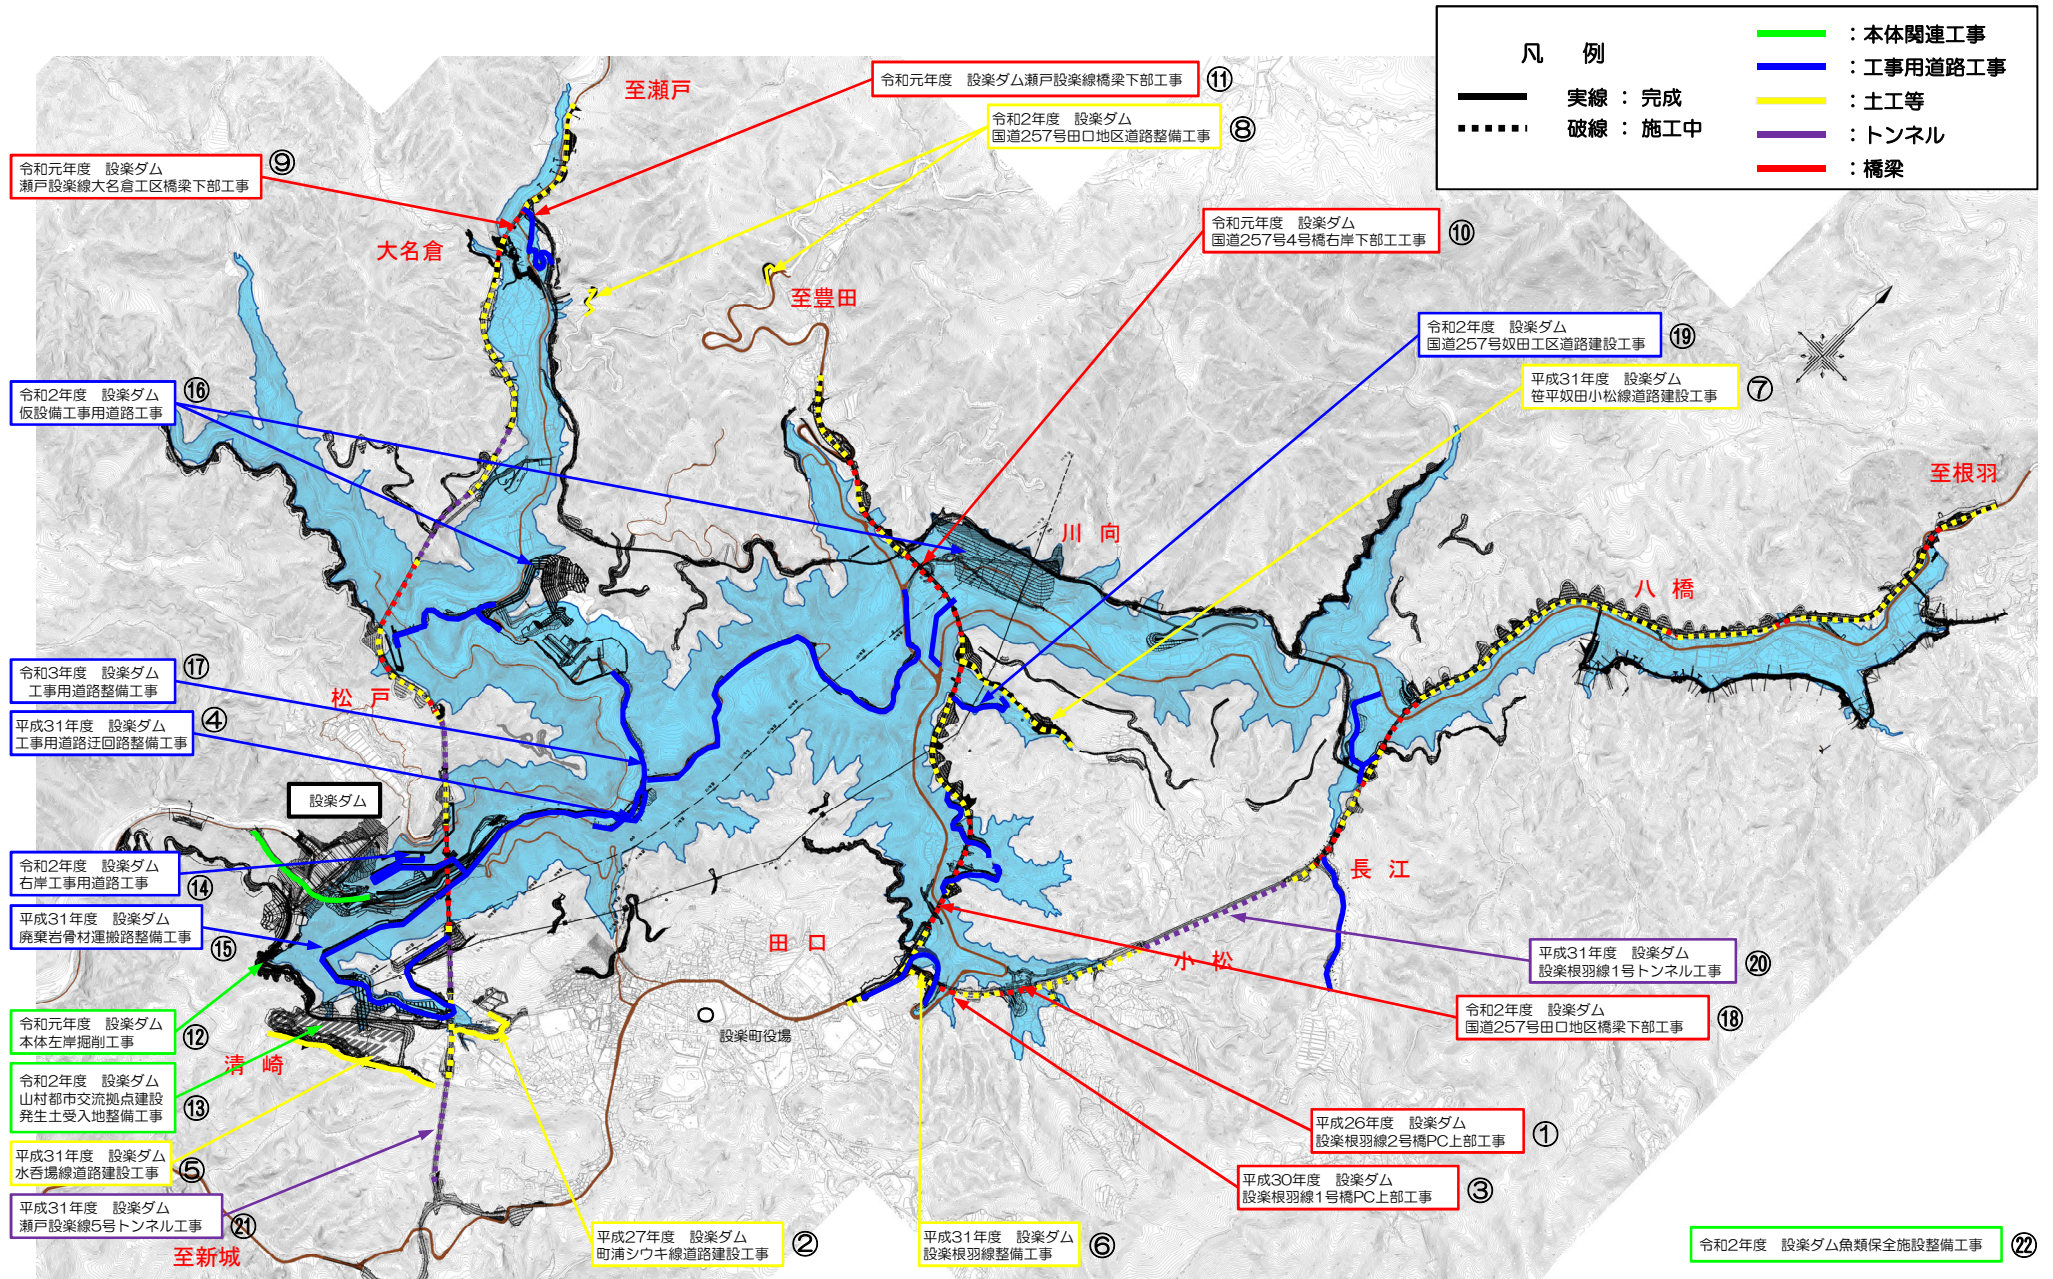 凡　例
実線 ： 完成
破線 ： 施工中
：本体関連工事
：工事用道路工事
：土工等
：トンネル
：橋梁
至瀬戸
令和元年度　設楽ダム瀬戸設楽線橋梁下部工事
⑪
令和2年度　設楽ダム
国道257号田口地区道路整備工事
⑧
令和元年度　設楽ダム
瀬戸設楽線大名倉工区橋梁下部工事
⑨
大名倉
令和元年度　設楽ダム
国道257号4号橋右岸下部工工事
⑩
至豊田
令和2年度　設楽ダム
国道257号奴田工区道路建設工事
⑲
平成31年度　設楽ダム
笹平奴田小松線道路建設工事
⑦
令和2年度　設楽ダム
仮設備工事用道路工事
⑯
至根羽
川　向
八　橋
令和3年度　設楽ダム
工事用道路整備工事
⑰
松　戸
平成31年度　設楽ダム
工事用道路迂回路整備工事
④
設楽ダム
令和2年度　設楽ダム
右岸工事用道路工事
⑭
長　江
平成31年度　設楽ダム
廃棄岩骨材運搬路整備工事
⑮
田　口
小　松
平成31年度　設楽ダム
設楽根羽線1号トンネル工事
⑳
令和2年度　設楽ダム
国道257号田口地区橋梁下部工事
⑱
設楽町役場
令和元年度　設楽ダム
本体左岸掘削工事
⑫
清　崎
令和2年度　設楽ダム
山村都市交流拠点建設
発生土受入地整備工事
⑬
平成26年度　設楽ダム
設楽根羽線2号橋PC上部工事
①
平成31年度　設楽ダム
水呑場線道路建設工事
⑤
平成30年度　設楽ダム
設楽根羽線1号橋PC上部工事
③
平成31年度　設楽ダム
瀬戸設楽線5号トンネル工事
㉑
至新城
平成27年度　設楽ダム
町浦シウキ線道路建設工事
②
平成31年度　設楽ダム
設楽根羽線整備工事
⑥
令和2年度　設楽ダム魚類保全施設整備工事
㉒